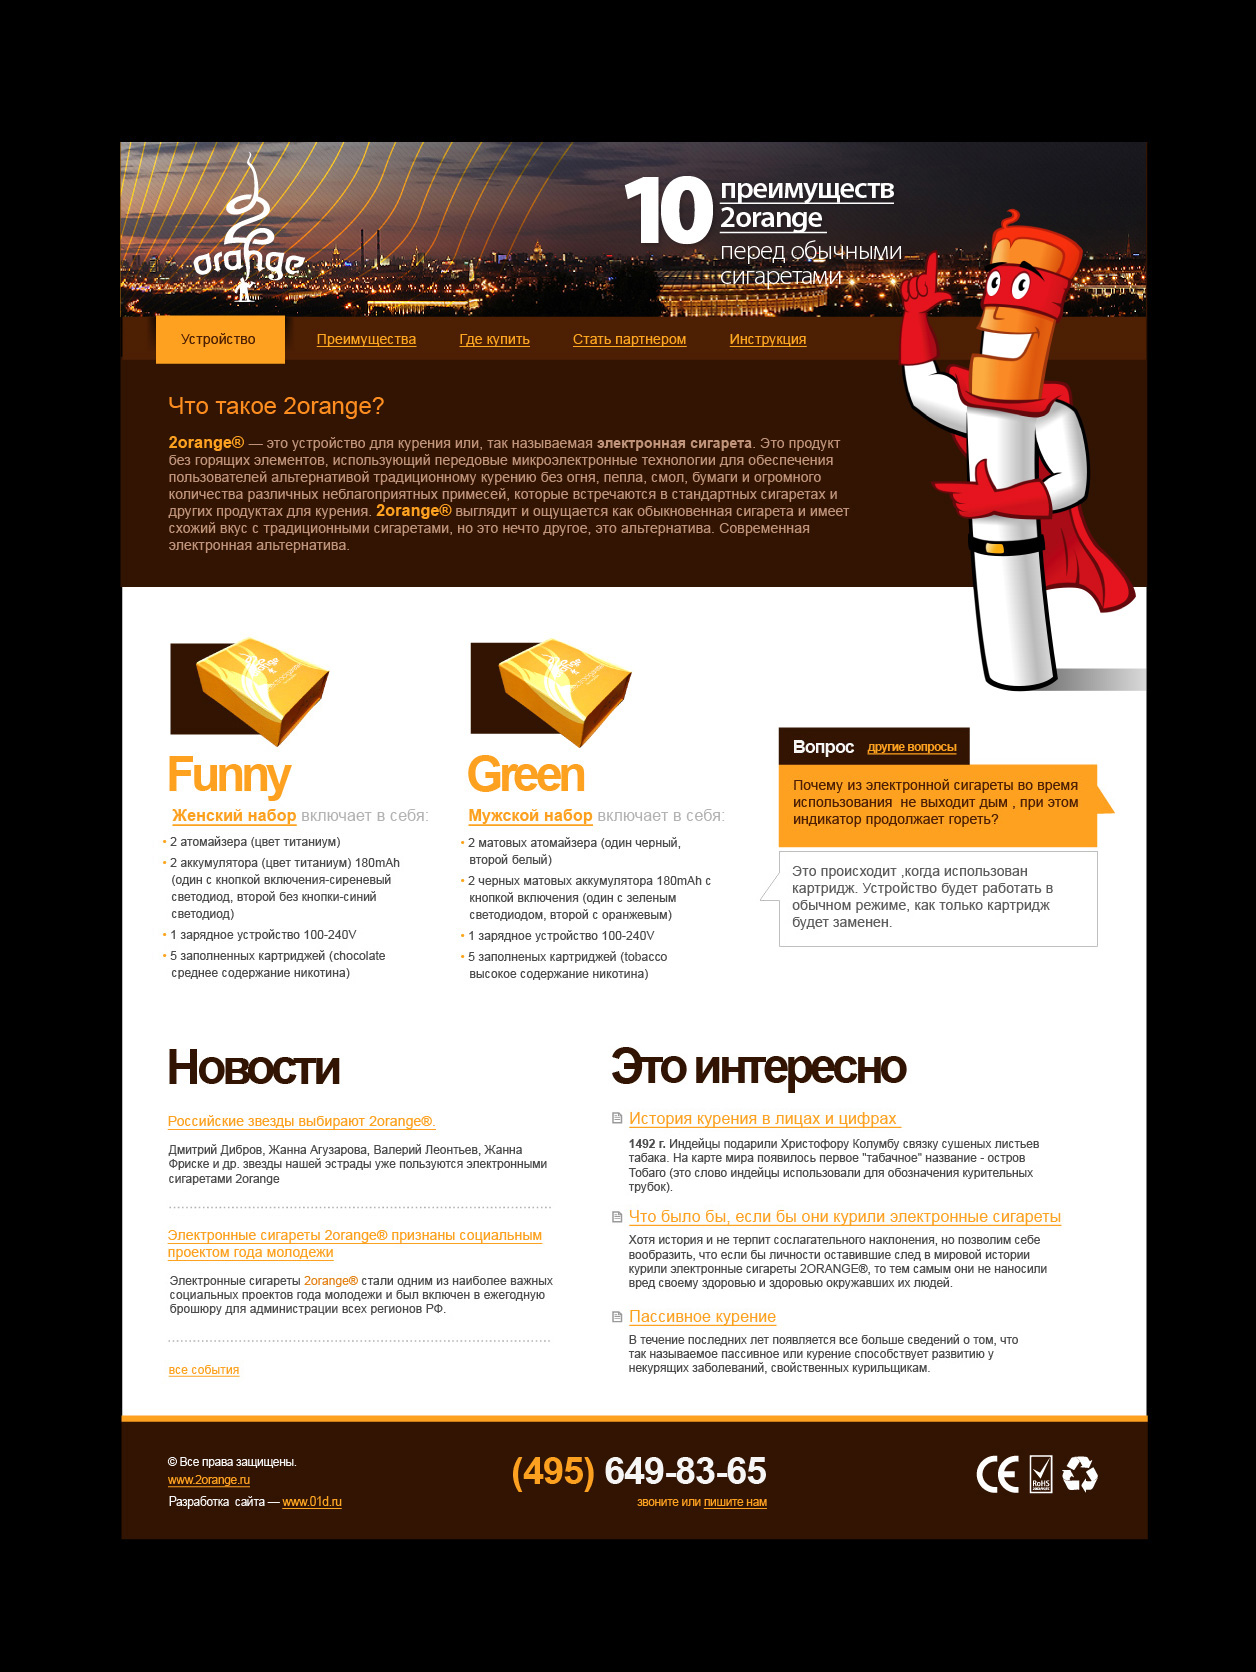 orange
10
преимуществ
2orange
перед обычными
сигаретами
Устройство
Преимущества
Где купить
Стать партнером
Инструкция
Что такое 2orange?
2orange® — это устройство для курения или, так называемая электронная сигарета. Это продукт
без горящих элементов, использующий передовые микроэлектронные технологии для обеспечения
пользователей альтернативой традиционному курению без огня, пепла, смол, бумаги и огромного
количества различных неблагоприятных примесей, которые встречаются в стандартных сигаретах и
других продуктах для курения. 2orange® выглядит и ощущается как обыкновенная сигарета и имеет
схожий вкус с традиционными сигаретами, но это нечто другое, это альтернатива. Современная
электронная альтернатива.
Funny
Женский набор включает в себя:
• 2 атомайзера (цвет титаниум)
• 2 аккумулятора (цвет титаниум) 180mAh
(один с кнопкой включения-сиреневый
светодиод, второй без кнопки-синий
светодиод)
• 1 зарядное устройство 100-240V
• 5 заполненных картриджей (chocolate
среднее содержание никотина)
Green
Мужской набор включает в себя:
• 2 матовых атомайзера (один черный,
второй белый)
• 2 черных матовых аккумулятора 180mAh с
кнопкой включения (один с зеленым
светодиодом, второй с оранжевым)
• 1 зарядное устройство 100-240V
• 5 заполненых картриджей (tobacco
высокое содержание никотина)
Вопрос другие вопросы
Почему из электронной сигареты во время
использования  не выходит дым , при этом
индикатор продолжает гореть?
Это происходит ,когда использован
картридж. Устройство будет работать в
обычном режиме, как только картридж
будет заменен.
Новости
Российские звезды выбирают 2orange®.
Дмитрий Дибров, Жанна Агузарова, Валерий Леонтьев, Жанна
Фриске и др. звезды нашей эстрады уже пользуются электронными
сигаретами 2orange
Электронные сигареты 2orange® признаны социальным
проектом года молодежи
Электронные сигареты 2orange® стали одним из наиболее важных
социальных проектов года молодежи и был включен в ежегодную
брошюру для администрации всех регионов РФ.
все события
Это интересно
История курения в лицах и цифрах
1492 г. Индейцы подарили Христофору Колумбу связку сушеных листьев
табака. На карте мира появилось первое "табачное" название - остров
Тобаго (это слово индейцы использовали для обозначения курительных
трубок).
Что было бы, если бы они курили электронные сигареты
Хотя история и не терпит сослагательного наклонения, но позволим себе
вообразить, что если бы личности оставившие след в мировой истории
курили электронные сигареты 2ORANGE®, то тем самым они не наносили
вред своему здоровью и здоровью окружавших их людей.
Пассивное курение
В течение последних лет появляется все больше сведений о том, что
так называемое пассивное или курение способствует развитию у
некурящих заболеваний, свойственных курильщикам.
© Все права защищены.
www.2orange.ru
Разработка  сайта — www.01d.ru
(495) 649-83-65
звоните или пишите нам
CE
RoHS